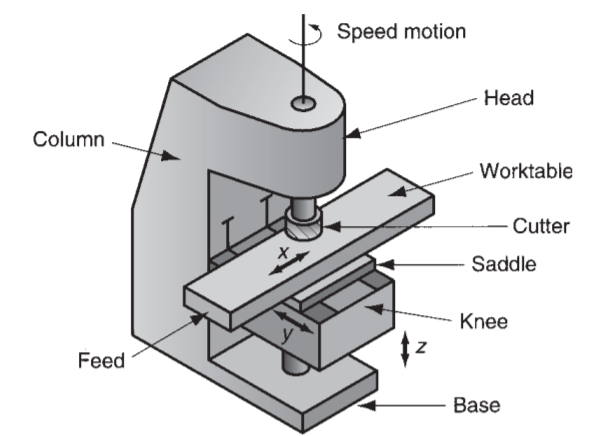 Speed motion
Head
Column
Worktable
Cutter
x
Saddle
Knee
y
z
Feed
Base